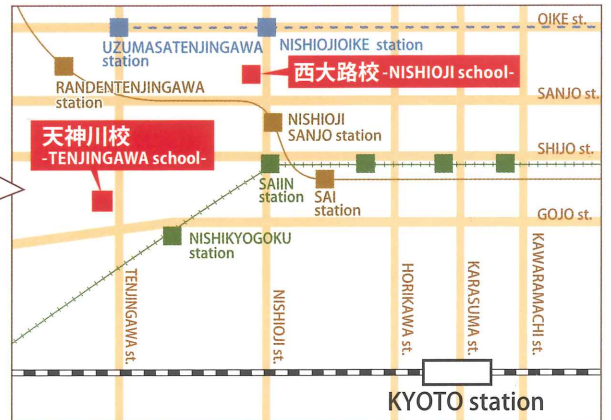 OIKE st.
UZUMASATENJINGAWA
station
NISHIOJIOIKE station
西大路校 -NISHIOJI school-
RANDENTENJINGAWA
station
SANJO st.
NISHIOJI
SANJO station
天神川校
-TENJINGAWA school-
SHIJO st.
SAIIN
station
SAI
station
GOJO st.
NISHIKYOGOKU
station
TENJINGAWA st.
NISHIOJI st.
HORIKAWA st.
KARASUMA st.
KAWARAMACHI st.
KYOTO station